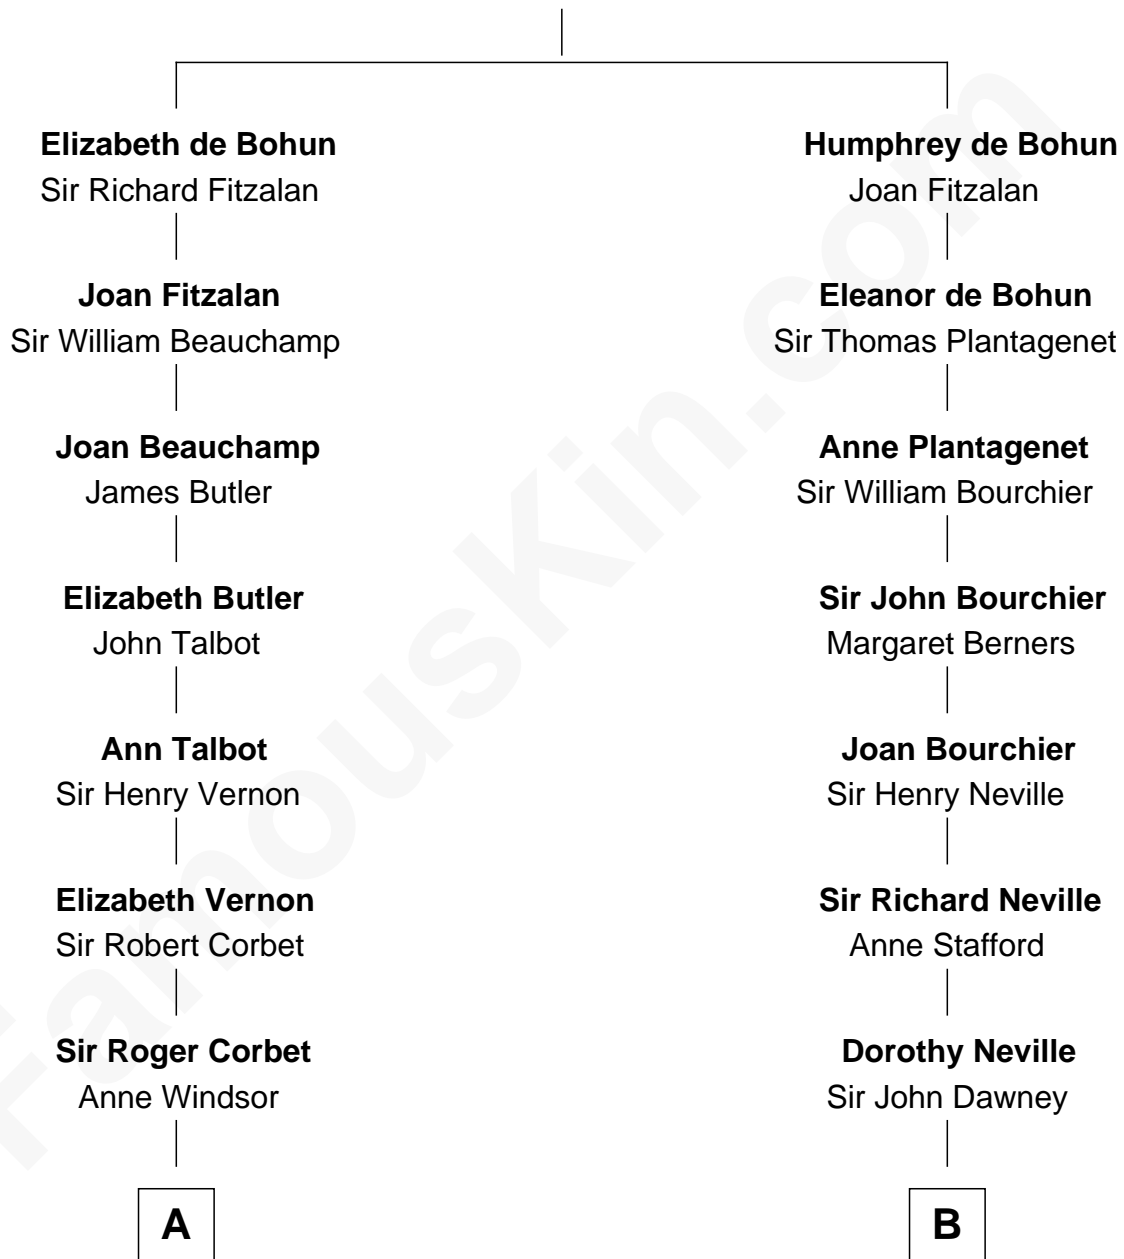 Elizabeth de Bohun
Sir Richard Fitzalan
Joan Fitzalan
Sir William Beauchamp
Joan Beauchamp
James Butler
Elizabeth Butler
John Talbot
Ann Talbot
Sir Henry Vernon
Elizabeth Vernon
Sir Robert Corbet
Sir Roger Corbet
Anne Windsor
A
Humphrey de Bohun
Joan Fitzalan
Eleanor de Bohun
Sir Thomas Plantagenet
Anne Plantagenet
Sir William Bourchier
Sir John Bourchier
Margaret Berners
Joan Bourchier
Sir Henry Neville
Sir Richard Neville
Anne Stafford
Dorothy Neville
Sir John Dawney
B
FamousKin.com